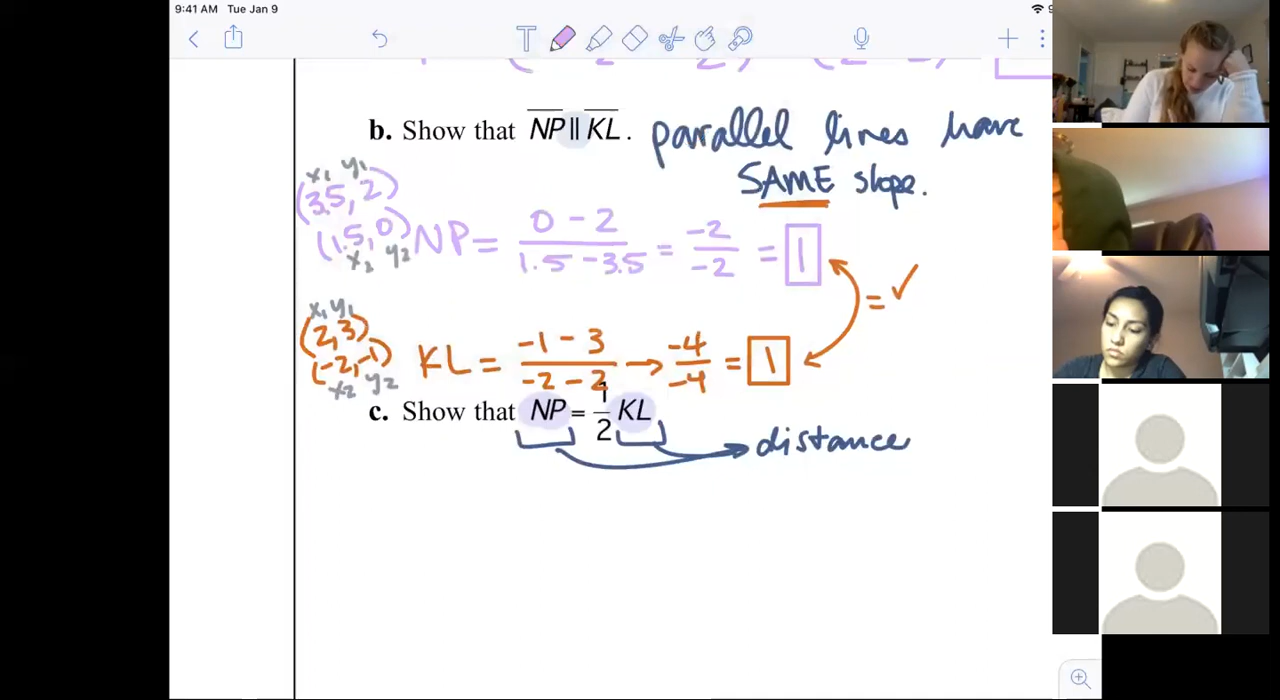 9:41 AM Tue Jan 9
b. Show that NP || KL. parallel lines have
SAME slope.
x₁ y₁
(3.5, 2)
(1.5, 0) NP = 0 - 2 / 1.5 - 3.5 = -2 / -2 = 1
x₂ y₂
= ✓
x₁ y₁
(2, 3)
(-2, -1) KL = -1 - 3 / -2 - 2 → -4 / -4 = 1
x₂ y₂
c. Show that NP = 1/2 KL
distance